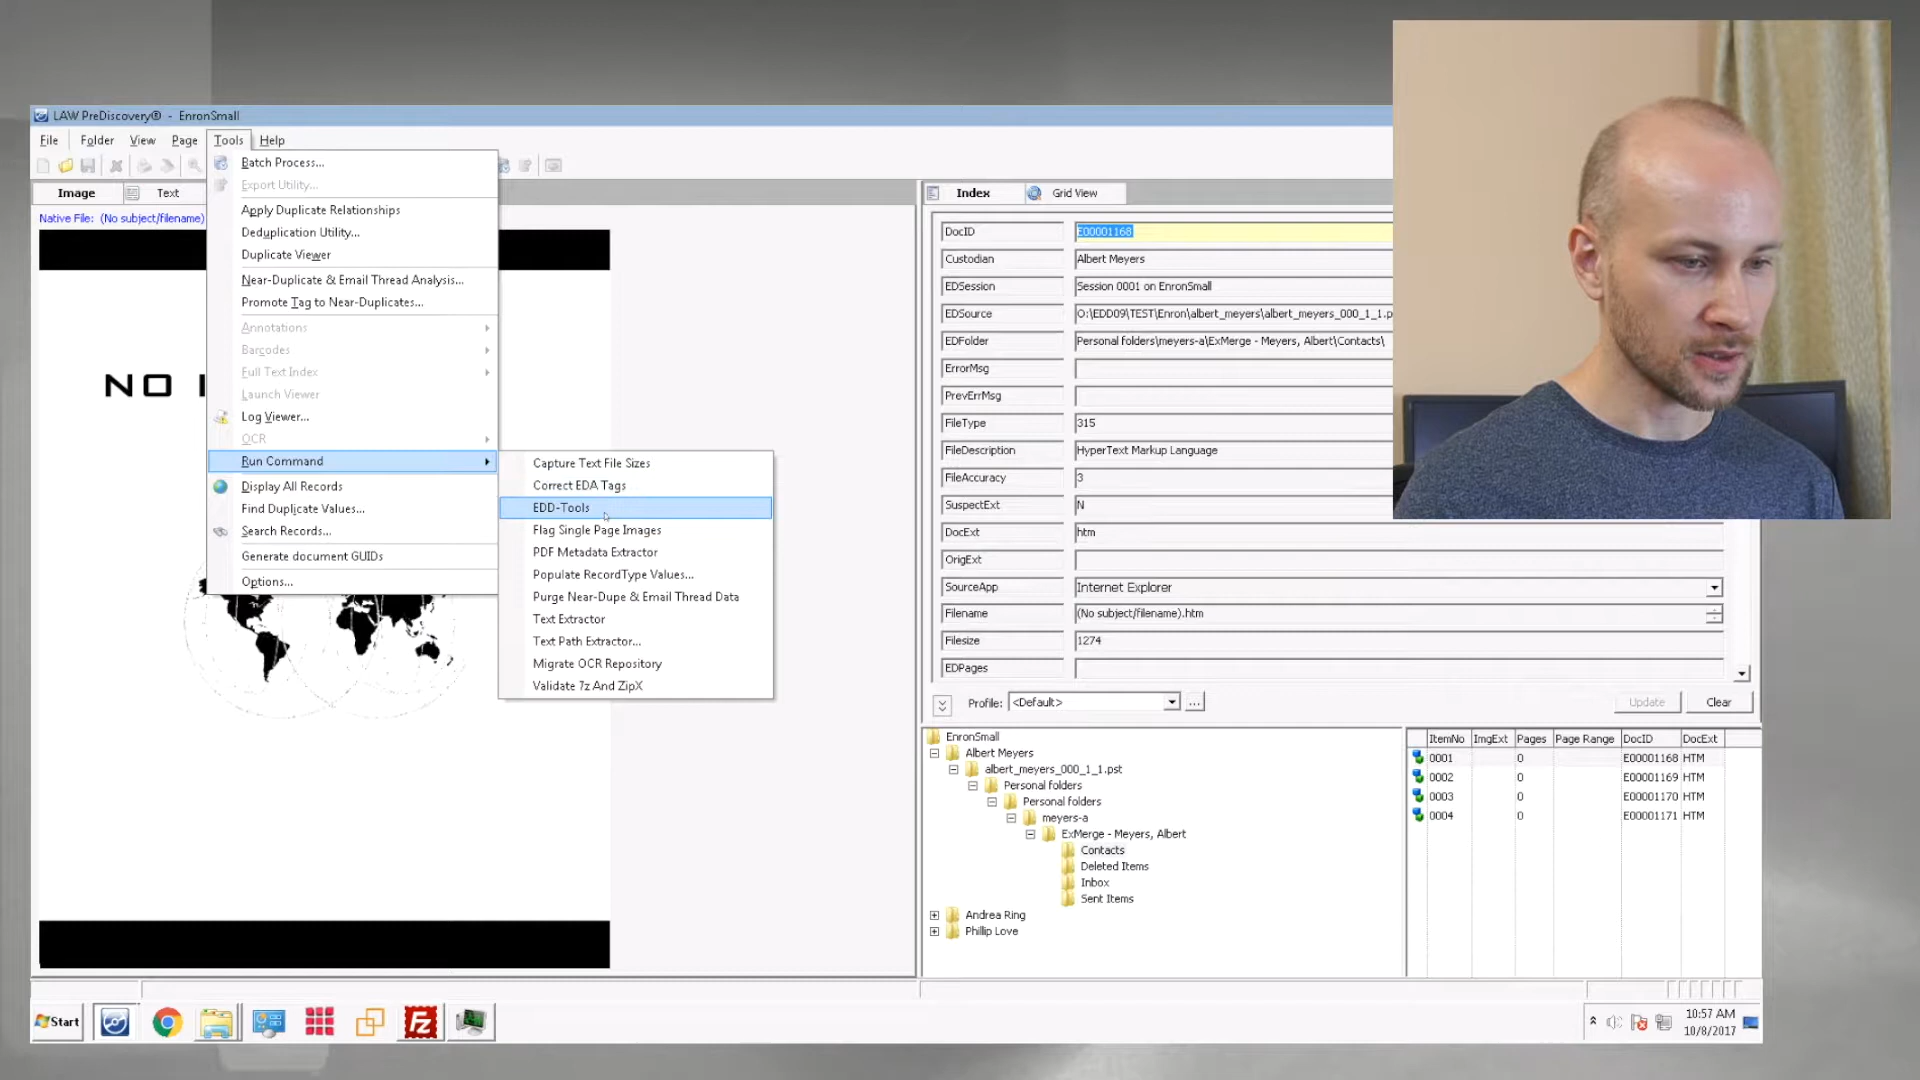 LAW PreDiscovery® - EnronSmall
File Folder View Page Tools Help
Image Text
Native File: (No subject/filename)
NO I
Batch Process...
Export Utility...
Apply Duplicate Relationships
Deduplication Utility...
Duplicate Viewer
Near-Duplicate & Email Thread Analysis...
Promote Tag to Near-Duplicates...
Annotations
Barcodes
Full Text Index
Launch Viewer
Log Viewer...
OCR
Run Command
Display All Records
Find Duplicate Values...
Search Records...
Generate document GUIDs
Options...
Capture Text File Sizes
Correct EDA Tags
EDD-Tools
Flag Single Page Images
PDF Metadata Extractor
Populate RecordType Values...
Purge Near-Dupe & Email Thread Data
Text Extractor
Text Path Extractor...
Migrate OCR Repository
Validate 7z And ZipX
Index Grid View
DocID E00001168
Custodian Albert Meyers
EDSession Session 0001 on EnronSmall
EDSource O:\EDD09\TEST\Enron\albert_meyers\albert_meyers_000_1_1.p
EDFolder Personal folders\meyers-a\ExMerge - Meyers, Albert\Contacts\
ErrorMsg
PrevErrMsg
FileType 315
FileDescription HyperText Markup Language
FileAccuracy 3
SuspectExt N
DocExt htm
OrigExt
SourceApp Internet Explorer
Filename (No subject/filename).htm
Filesize 1274
EDPages
Profile: <Default> ... Update Clear
EnronSmall
Albert Meyers
albert_meyers_000_1_1.pst
Personal folders
Personal folders
meyers-a
ExMerge - Meyers, Albert
Contacts
Deleted Items
Inbox
Sent Items
Andrea Ring
Phillip Love
ItemNo ImgExt Pages Page Range DocID DocExt
0001 0 E00001168 HTM
0002 0 E00001169 HTM
0003 0 E00001170 HTM
0004 0 E00001171 HTM
Start
Fz
10:57 AM
10/8/2017